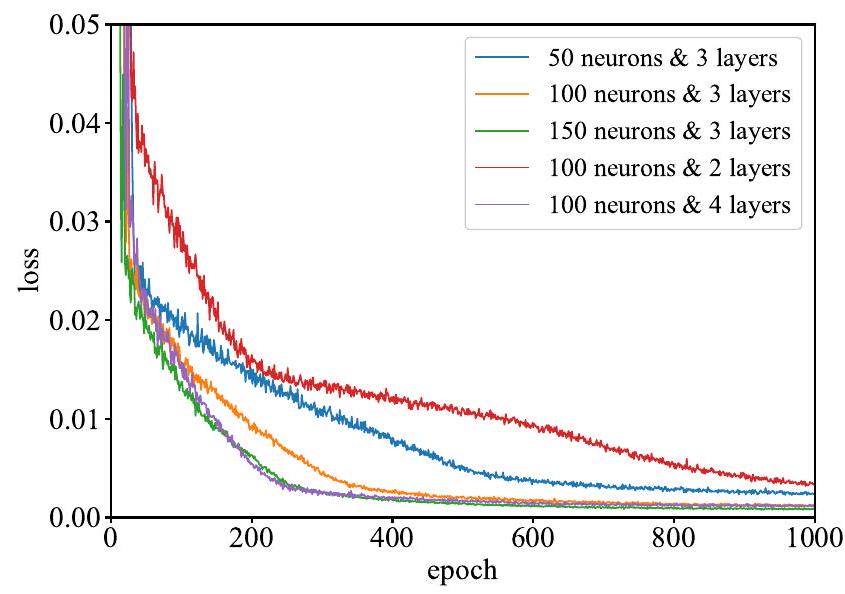 0.05
0.04
0.03
0.02
0.01
0.00
loss
50 neurons & 3 layers
100 neurons & 3 layers
150 neurons & 3 layers
100 neurons & 2 layers
100 neurons & 4 layers
0 200 400 600 800 1000
epoch